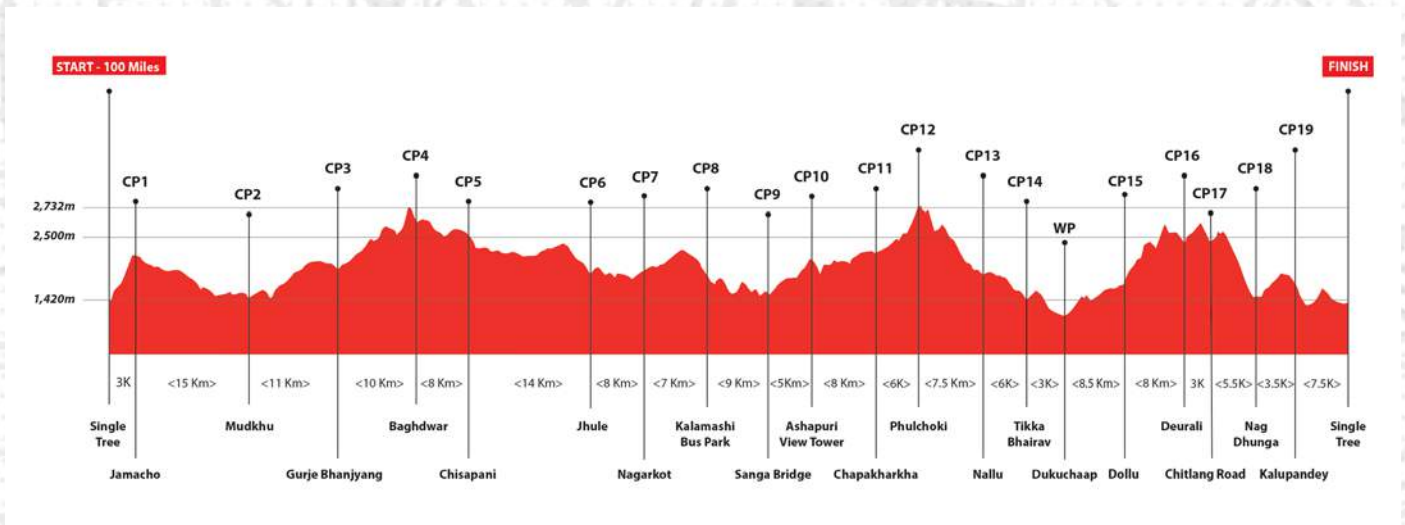 START - 100 Miles
FINISH
CP1
CP2
CP3
CP4
CP5
CP6
CP7
CP8
CP9
CP10
CP11
CP12
CP13
CP14
WP
CP15
CP16
CP17
CP18
CP19
2,732m
2,500m
1,420m
3K
<15 Km>
<11 Km>
<10 Km>
<8 Km>
<14 Km>
<8 Km>
<7 Km>
<9 Km>
<5Km>
<8 Km>
<6K>
<7.5 Km>
<6K>
<3K>
<8.5 Km>
<8 Km>
3K
<5.5K>
<3.5K>
<7.5K>
Single
Tree
Jamacho
Mudkhu
Gurje Bhanjyang
Baghdwar
Chisapani
Jhule
Nagarkot
Kalamashi
Bus Park
Sanga Bridge
Ashapuri
View Tower
Chapakharkha
Phulchoki
Nallu
Tikka
Bhairav
Dukuchaap
Dollu
Deurali
Chitlang Road
Nag
Dhunga
Kalupandey
Single
Tree